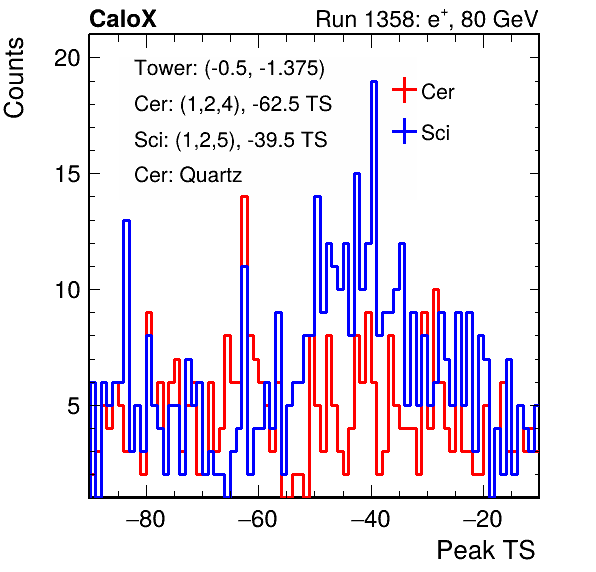 CaloX Run 1358: e⁺, 80 GeV
Counts
Tower: (-0.5, -1.375)
Cer: (1,2,4), -62.5 TS
Sci: (1,2,5), -39.5 TS
Cer: Quartz
Cer
Sci
20
15
10
5
−80 −60 −40 −20
Peak TS